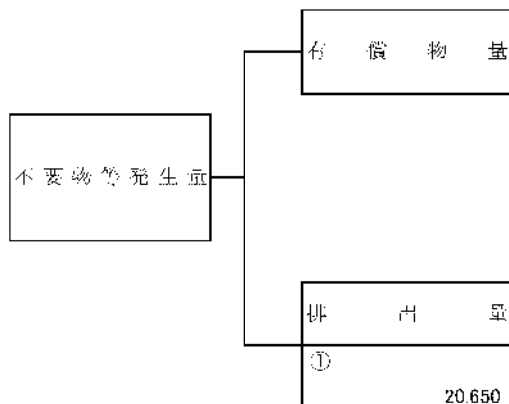 有償物量
不要物等発生量
排出量
①
20,650